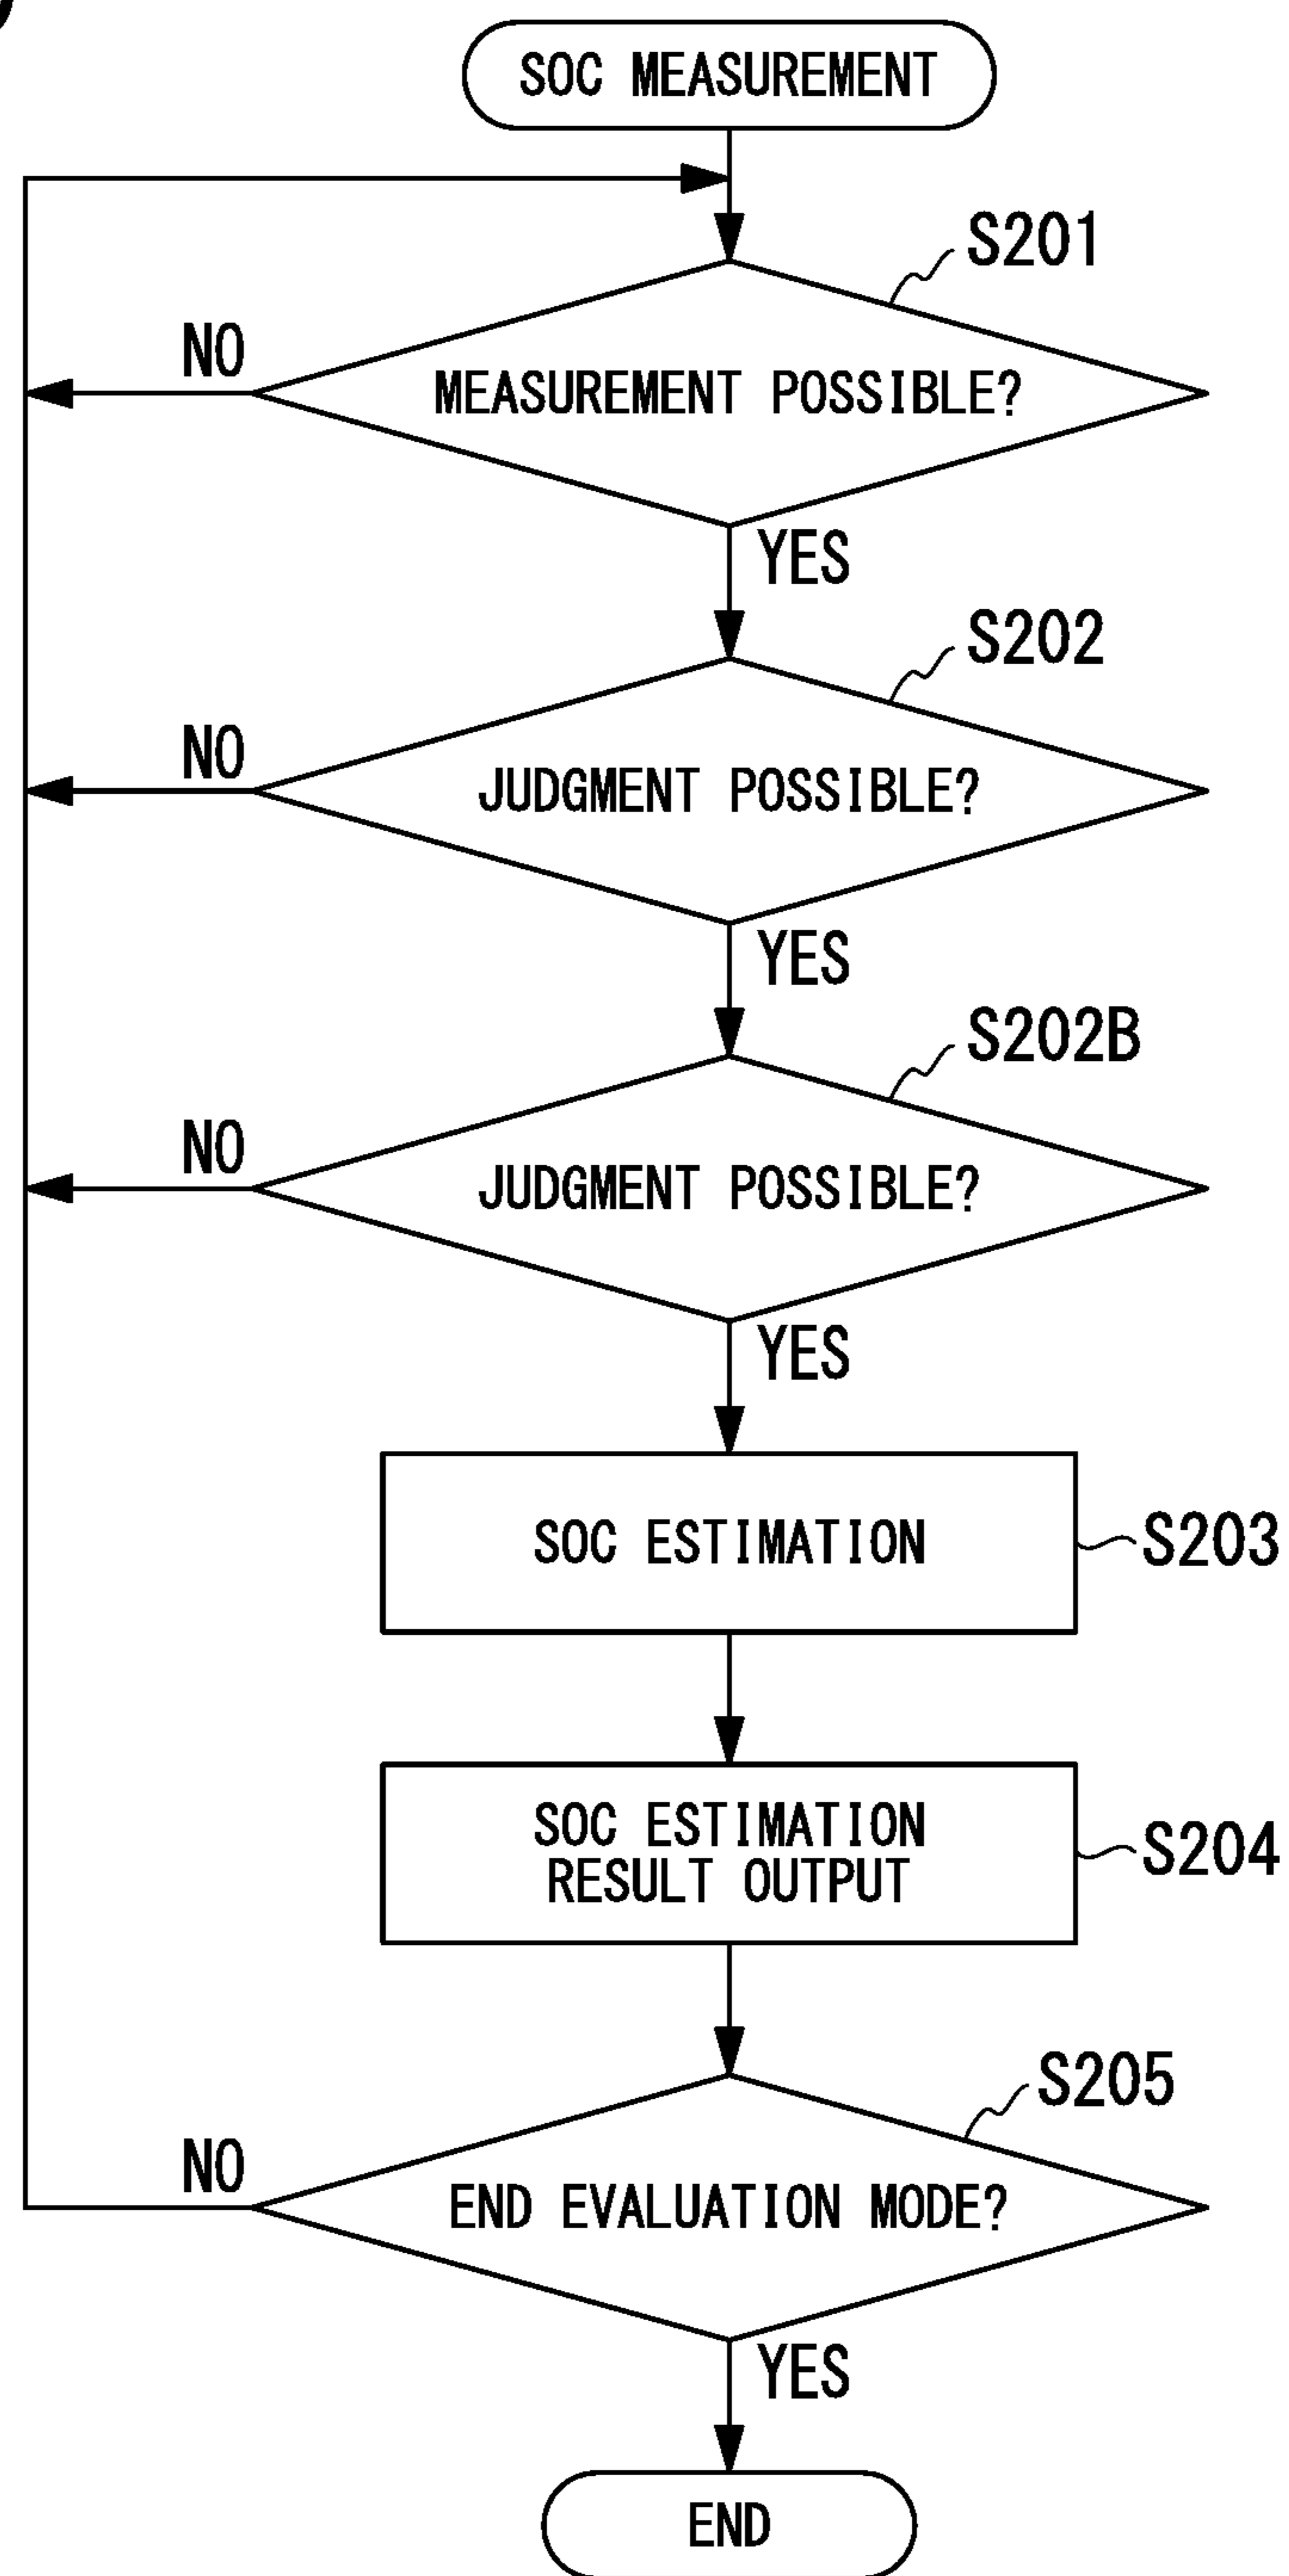 SOC MEASUREMENT
S201
NO
MEASUREMENT POSSIBLE?
YES
S202
NO
JUDGMENT POSSIBLE?
YES
S202B
NO
JUDGMENT POSSIBLE?
YES
SOC ESTIMATION
S203
SOC ESTIMATION
RESULT OUTPUT
S204
S205
NO
END EVALUATION MODE?
YES
END